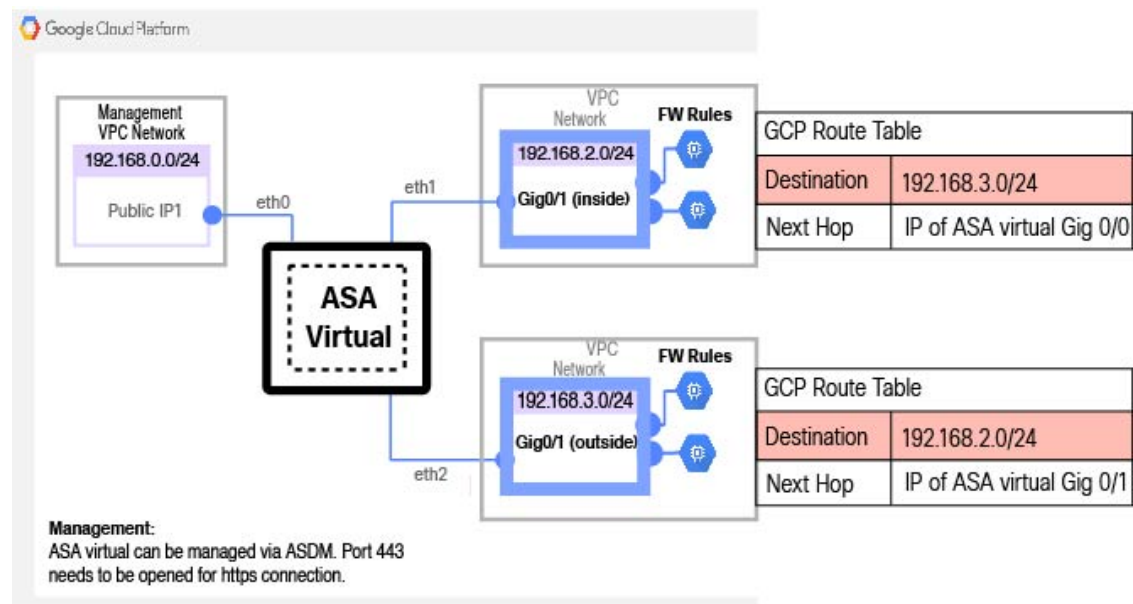 Google Cloud Platform
Management
VPC Network
192.168.0.0/24
Public IP1
eth0
eth1
VPC
Network
FW Rules
192.168.2.0/24
Gig0/1 (inside)
GCP Route Table
Destination 192.168.3.0/24
Next Hop IP of ASA virtual Gig 0/0
ASA
Virtual
VPC
Network
FW Rules
192.168.3.0/24
Gig0/1 (outside)
eth2
GCP Route Table
Destination 192.168.2.0/24
Next Hop IP of ASA virtual Gig 0/1
Management:
ASA virtual can be managed via ASDM. Port 443
needs to be opened for https connection.